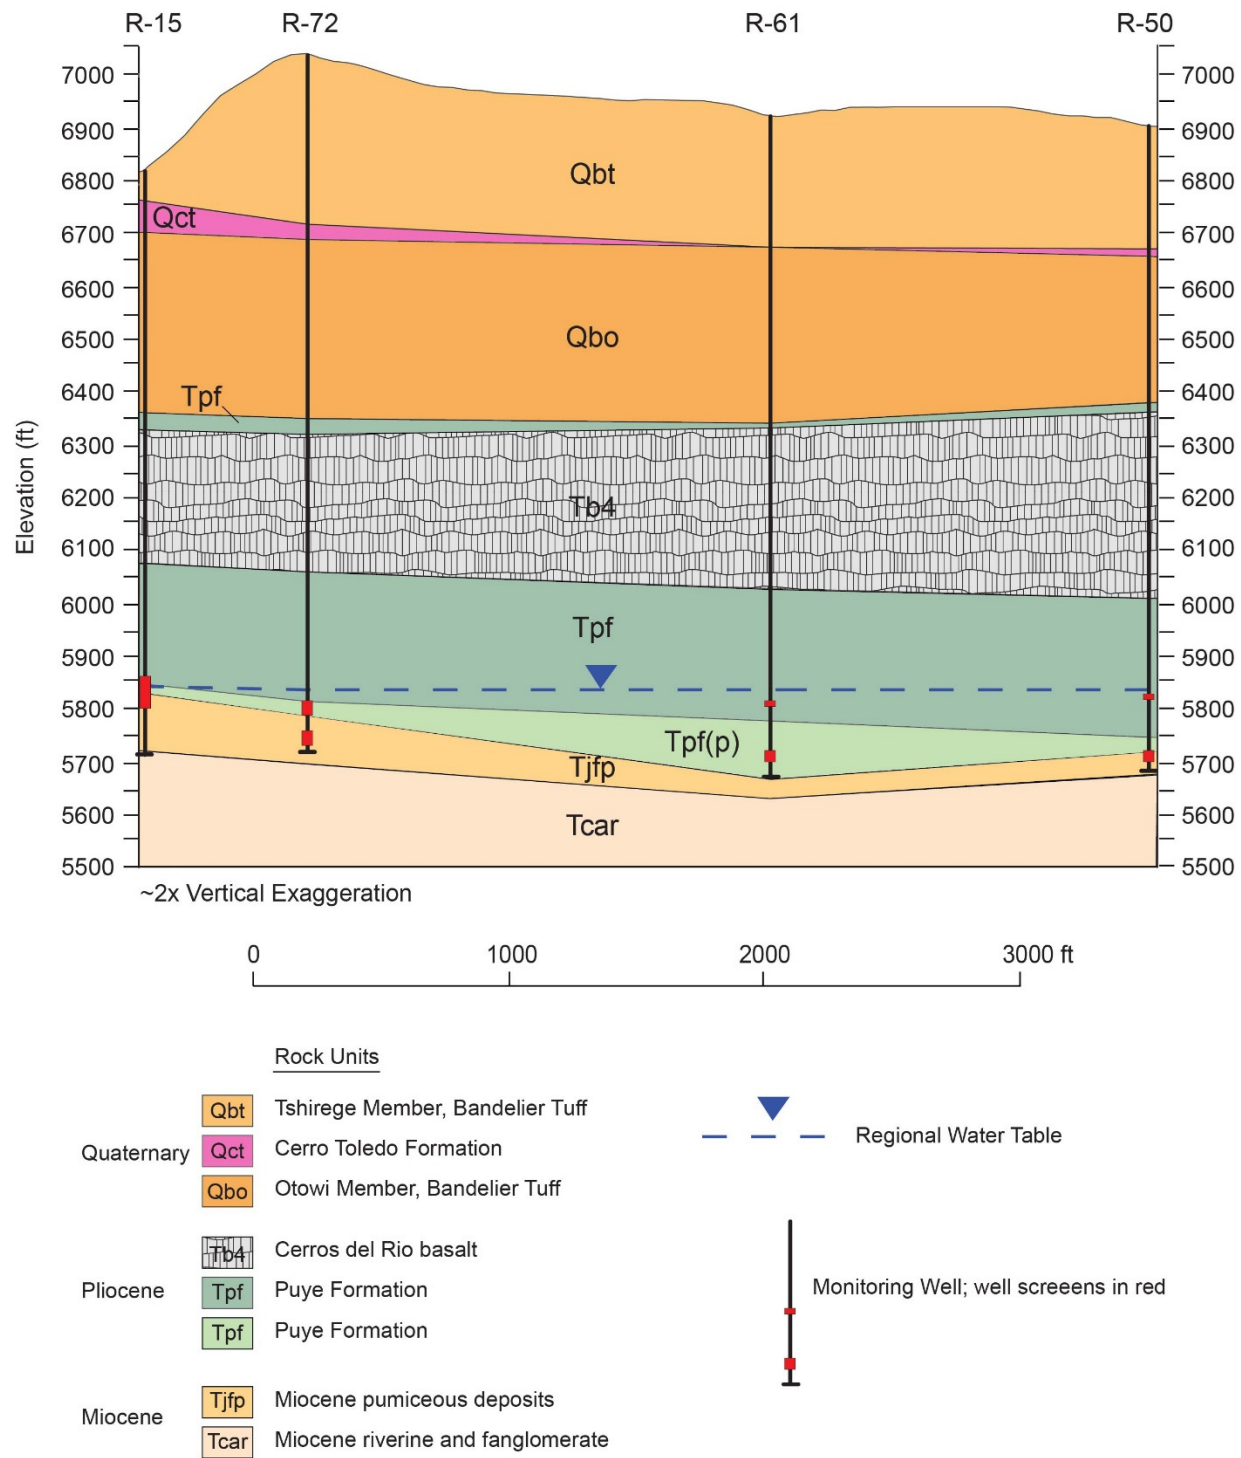 R-15 R-72 R-61 R-50
7000 7000
6900 6900
6800 6800
6700 6700
6600 6600
6500 6500
6400 6400
6300 6300
6200 6200
6100 6100
6000 6000
5900 5900
5800 5800
5700 5700
5600 5600
5500 5500
Elevation (ft)
Qbt
Qct
Qbo
Tpf
Tb4
Tpf
Tpf(p)
Tjfp
Tcar
~2x Vertical Exaggeration
0 1000 2000 3000 ft
Rock Units
Quaternary
Qbt Tshirege Member, Bandelier Tuff
Qct Cerro Toledo Formation
Qbo Otowi Member, Bandelier Tuff
Pliocene
Tb4 Cerros del Rio basalt
Tpf Puye Formation
Tpf Puye Formation
Miocene
Tjfp Miocene pumiceous deposits
Tcar Miocene riverine and fanglomerate
Regional Water Table
Monitoring Well; well screeens in red